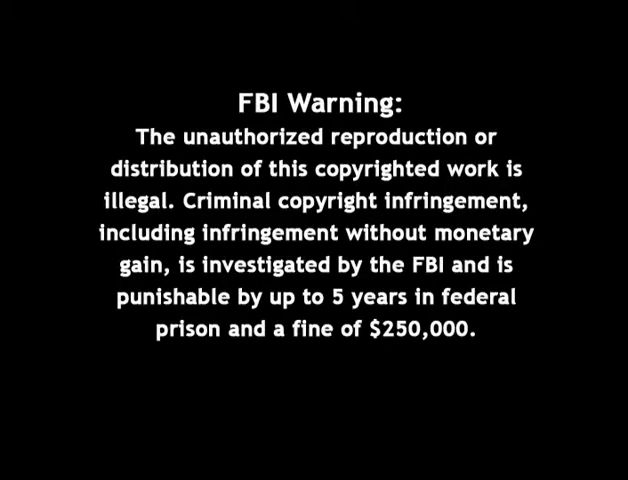 FBI Warning:
The unauthorized reproduction or
distribution of this copyrighted work is
illegal. Criminal copyright infringement,
including infringement without monetary
gain, is investigated by the FBI and is
punishable by up to 5 years in federal
prison and a fine of $250,000.